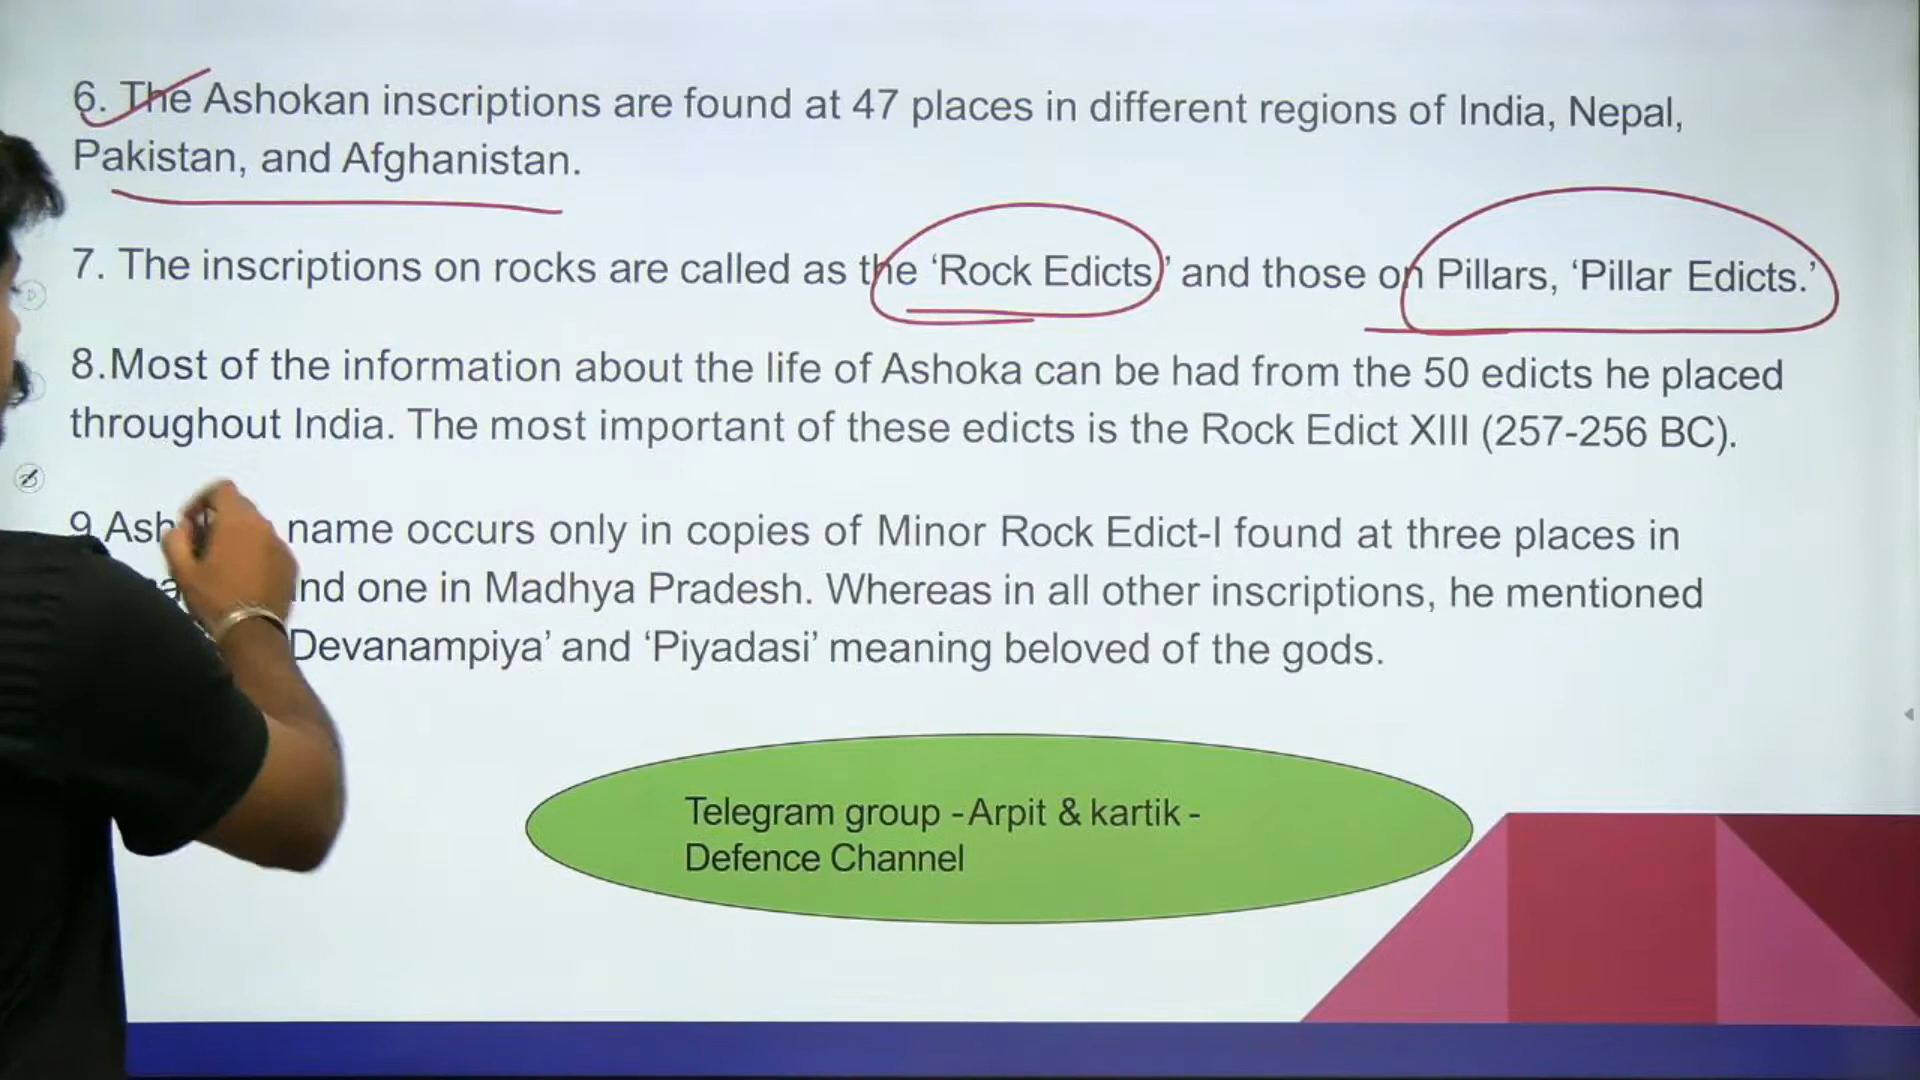 6. The Ashokan inscriptions are found at 47 places in different regions of India, Nepal,
Pakistan, and Afghanistan.
7. The inscriptions on rocks are called as the ‘Rock Edicts,’ and those on Pillars, ‘Pillar Edicts.’
8.Most of the information about the life of Ashoka can be had from the 50 edicts he placed
throughout India. The most important of these edicts is the Rock Edict XIII (257-256 BC).
9 name occurs only in copies of Minor Rock Edict-I found at three places in
one in Madhya Pradesh. Whereas in all other inscriptions, he mentioned
Devanampiya’ and ‘Piyadasi’ meaning beloved of the gods.
Telegram group -Arpit & kartik -
Defence Channel